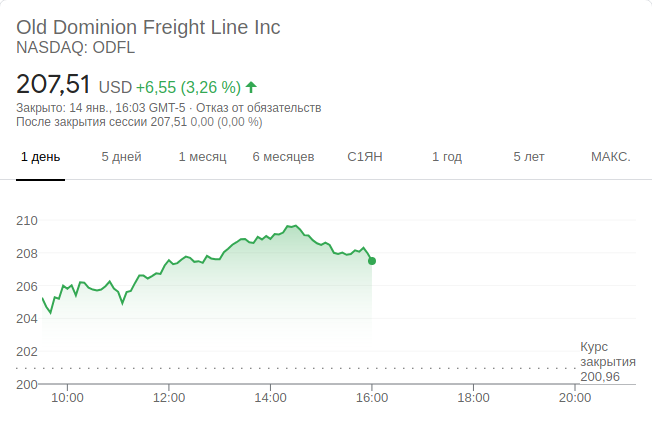 Old Dominion Freight Line Inc
NASDAQ: ODFL
207,51 USD +6,55 (3,26 %)
Закрыто: 14 янв., 16:03 GMT-5 · Отказ от обязательств
После закрытия сессии 207,51 0,00 (0,00 %)
1 день 5 дней 1 месяц 6 месяцев С1ЯН 1 год 5 лет МАКС.
210
208
206
204
202
200
Курс
закрытия
200,96
10:00 12:00 14:00 16:00 18:00 20:00